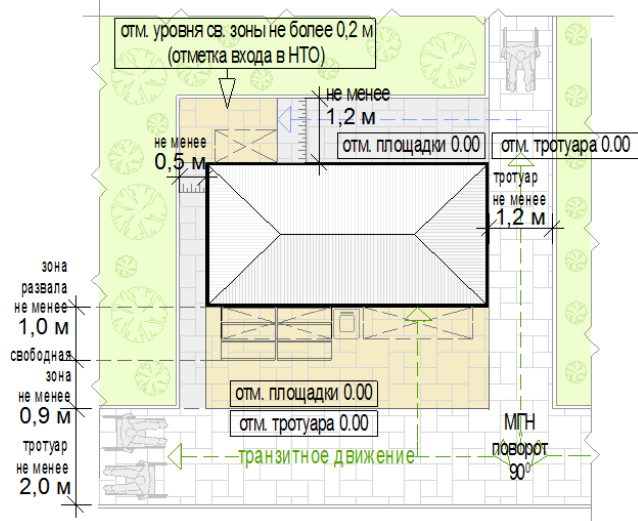 отм. уровня св. зоны не более 0,2 м
(отметка входа в НТО)
не менее
1,2 м
отм. площадки 0.00
отм. тротуара 0.00
не менее
0,5 м
тротуар
не менее
1,2 м
зона
развала
не менее
1,0 м
свободная
зона
не менее
0,9 м
тротуар
не менее
2,0 м
отм. площадки 0.00
отм. тротуара 0.00
транзитное движение
МГН
поворот
90⁰